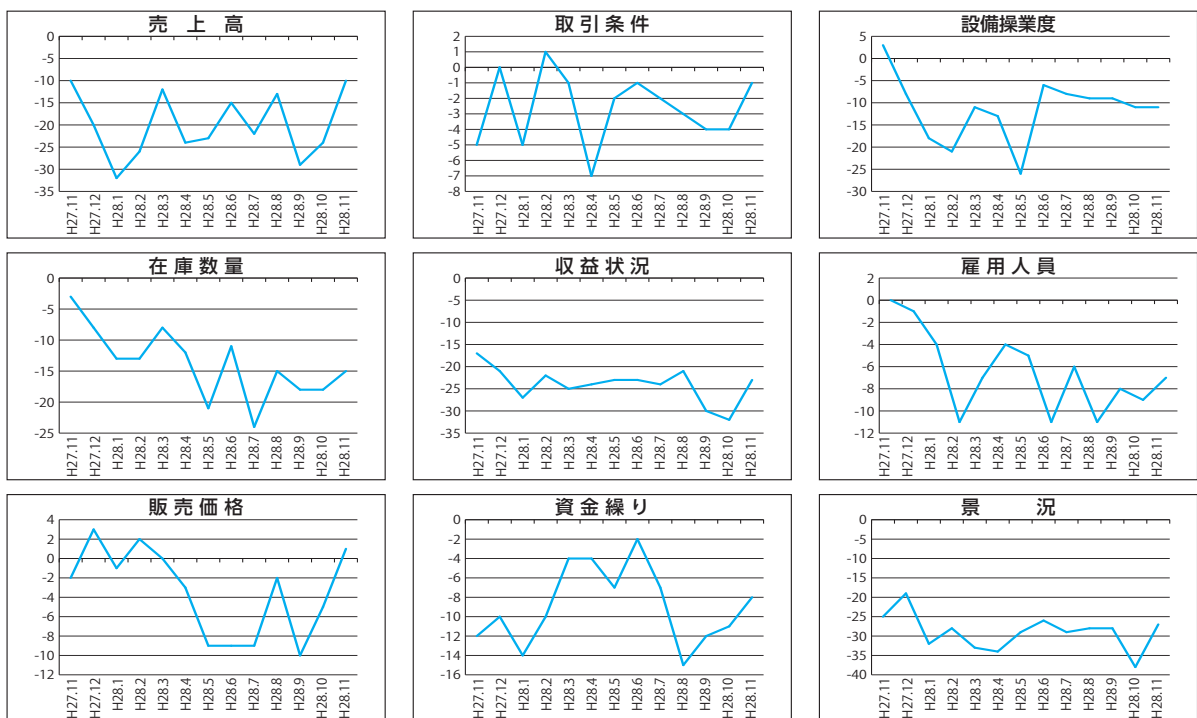 売上高
0
-5
-10
-15
-20
-25
-30
-35
H27.11
H27.12
H28.1
H28.2
H28.3
H28.4
H28.5
H28.6
H28.7
H28.8
H28.9
H28.10
H28.11
取引条件
2
1
0
-1
-2
-3
-4
-5
-6
-7
-8
H27.11
H27.12
H28.1
H28.2
H28.3
H28.4
H28.5
H28.6
H28.7
H28.8
H28.9
H28.10
H28.11
設備操業度
5
0
-5
-10
-15
-20
-25
-30
H27.11
H27.12
H28.1
H28.2
H28.3
H28.4
H28.5
H28.6
H28.7
H28.8
H28.9
H28.10
H28.11
在庫数量
0
-5
-10
-15
-20
-25
H27.11
H27.12
H28.1
H28.2
H28.3
H28.4
H28.5
H28.6
H28.7
H28.8
H28.9
H28.10
H28.11
収益状況
0
-5
-10
-15
-20
-25
-30
-35
H27.11
H27.12
H28.1
H28.2
H28.3
H28.4
H28.5
H28.6
H28.7
H28.8
H28.9
H28.10
H28.11
雇用人員
2
0
-2
-4
-6
-8
-10
-12
H27.11
H27.12
H28.1
H28.2
H28.3
H28.4
H28.5
H28.6
H28.7
H28.8
H28.9
H28.10
H28.11
販売価格
4
2
0
-2
-4
-6
-8
-10
-12
H27.11
H27.12
H28.1
H28.2
H28.3
H28.4
H28.5
H28.6
H28.7
H28.8
H28.9
H28.10
H28.11
資金繰り
0
-2
-4
-6
-8
-10
-12
-14
-16
H27.11
H27.12
H28.1
H28.2
H28.3
H28.4
H28.5
H28.6
H28.7
H28.8
H28.9
H28.10
H28.11
景況
0
-5
-10
-15
-20
-25
-30
-35
-40
H27.11
H27.12
H28.1
H28.2
H28.3
H28.4
H28.5
H28.6
H28.7
H28.8
H28.9
H28.10
H28.11